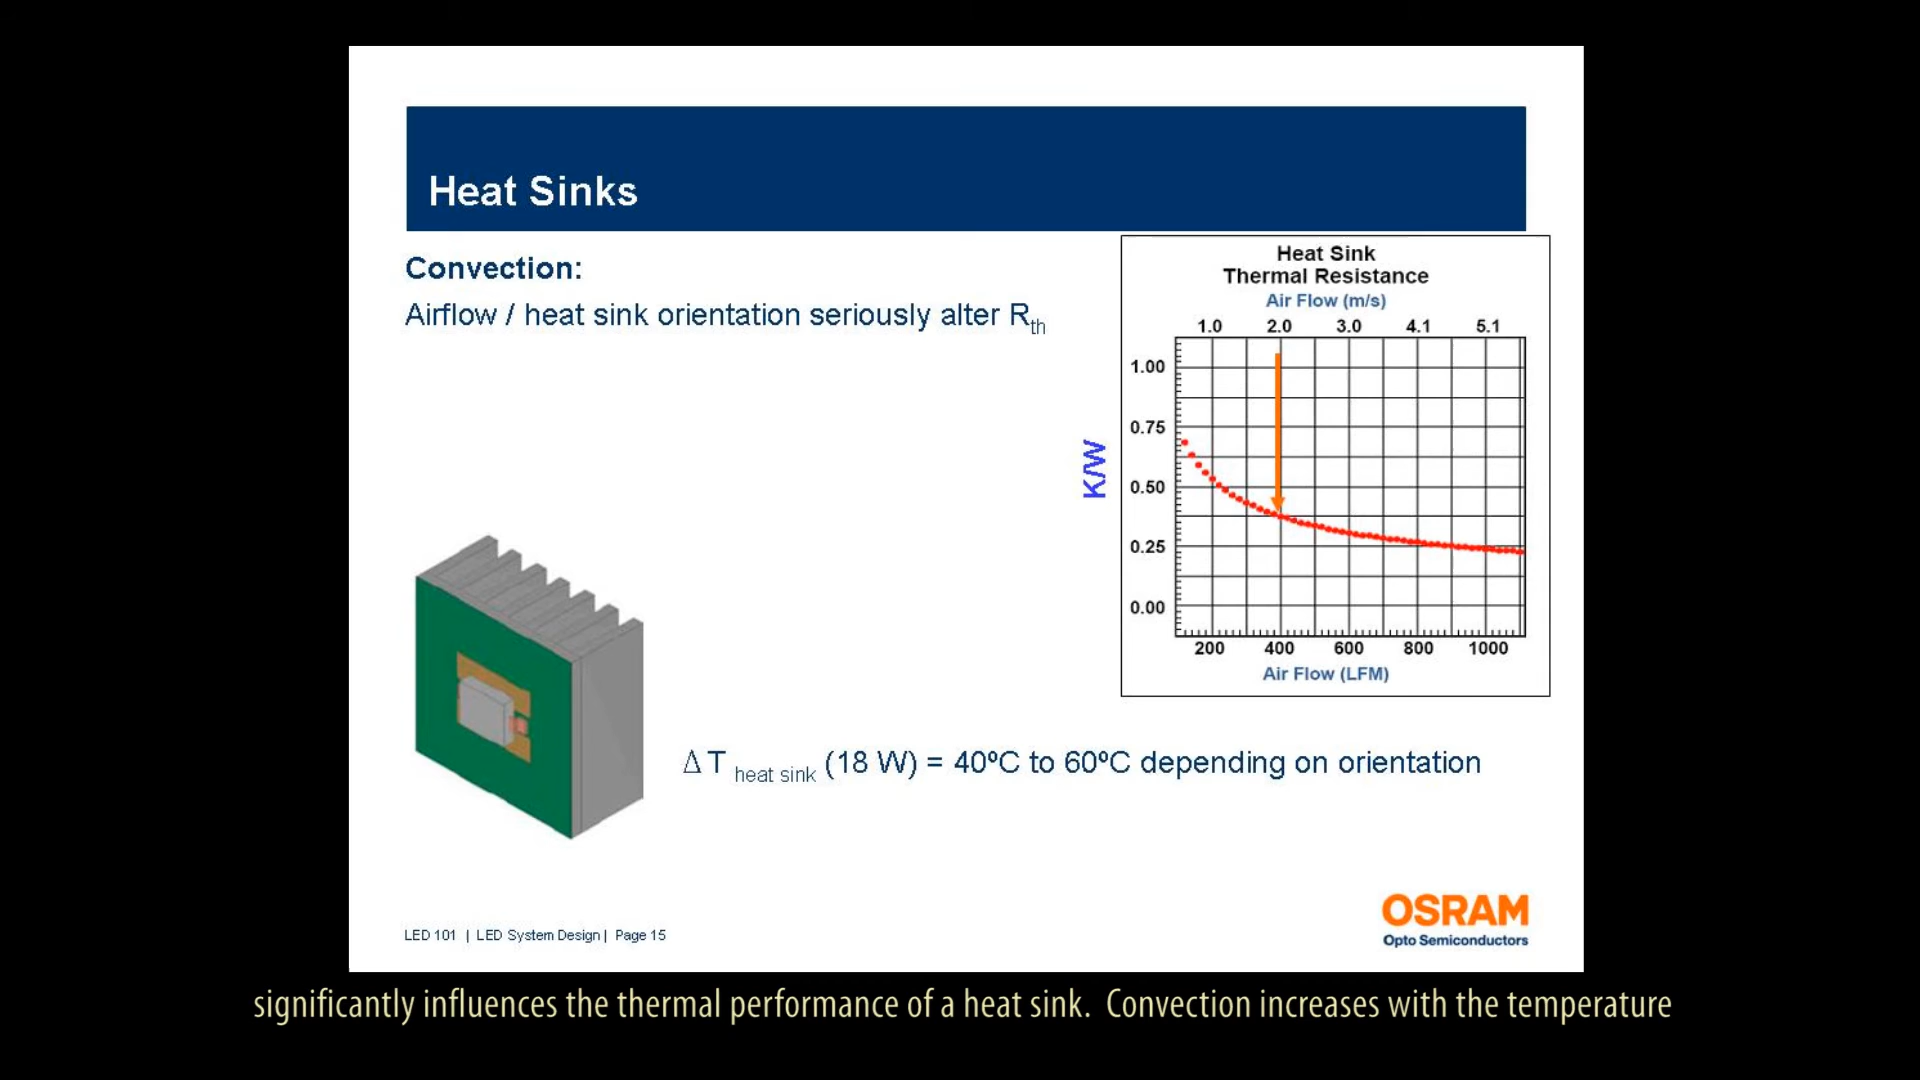 Heat Sinks
Convection:
Airflow / heat sink orientation seriously alter Rth
Heat Sink
Thermal Resistance
Air Flow (m/s)
1.0 2.0 3.0 4.1 5.1
1.00
0.75
K/W
0.50
0.25
0.00
200 400 600 800 1000
Air Flow (LFM)
Δ T heat sink (18 W) = 40ºC to 60ºC depending on orientation
OSRAM
Opto Semiconductors
LED 101 | LED System Design | Page 15
significantly influences the thermal performance of a heat sink. Convection increases with the temperature